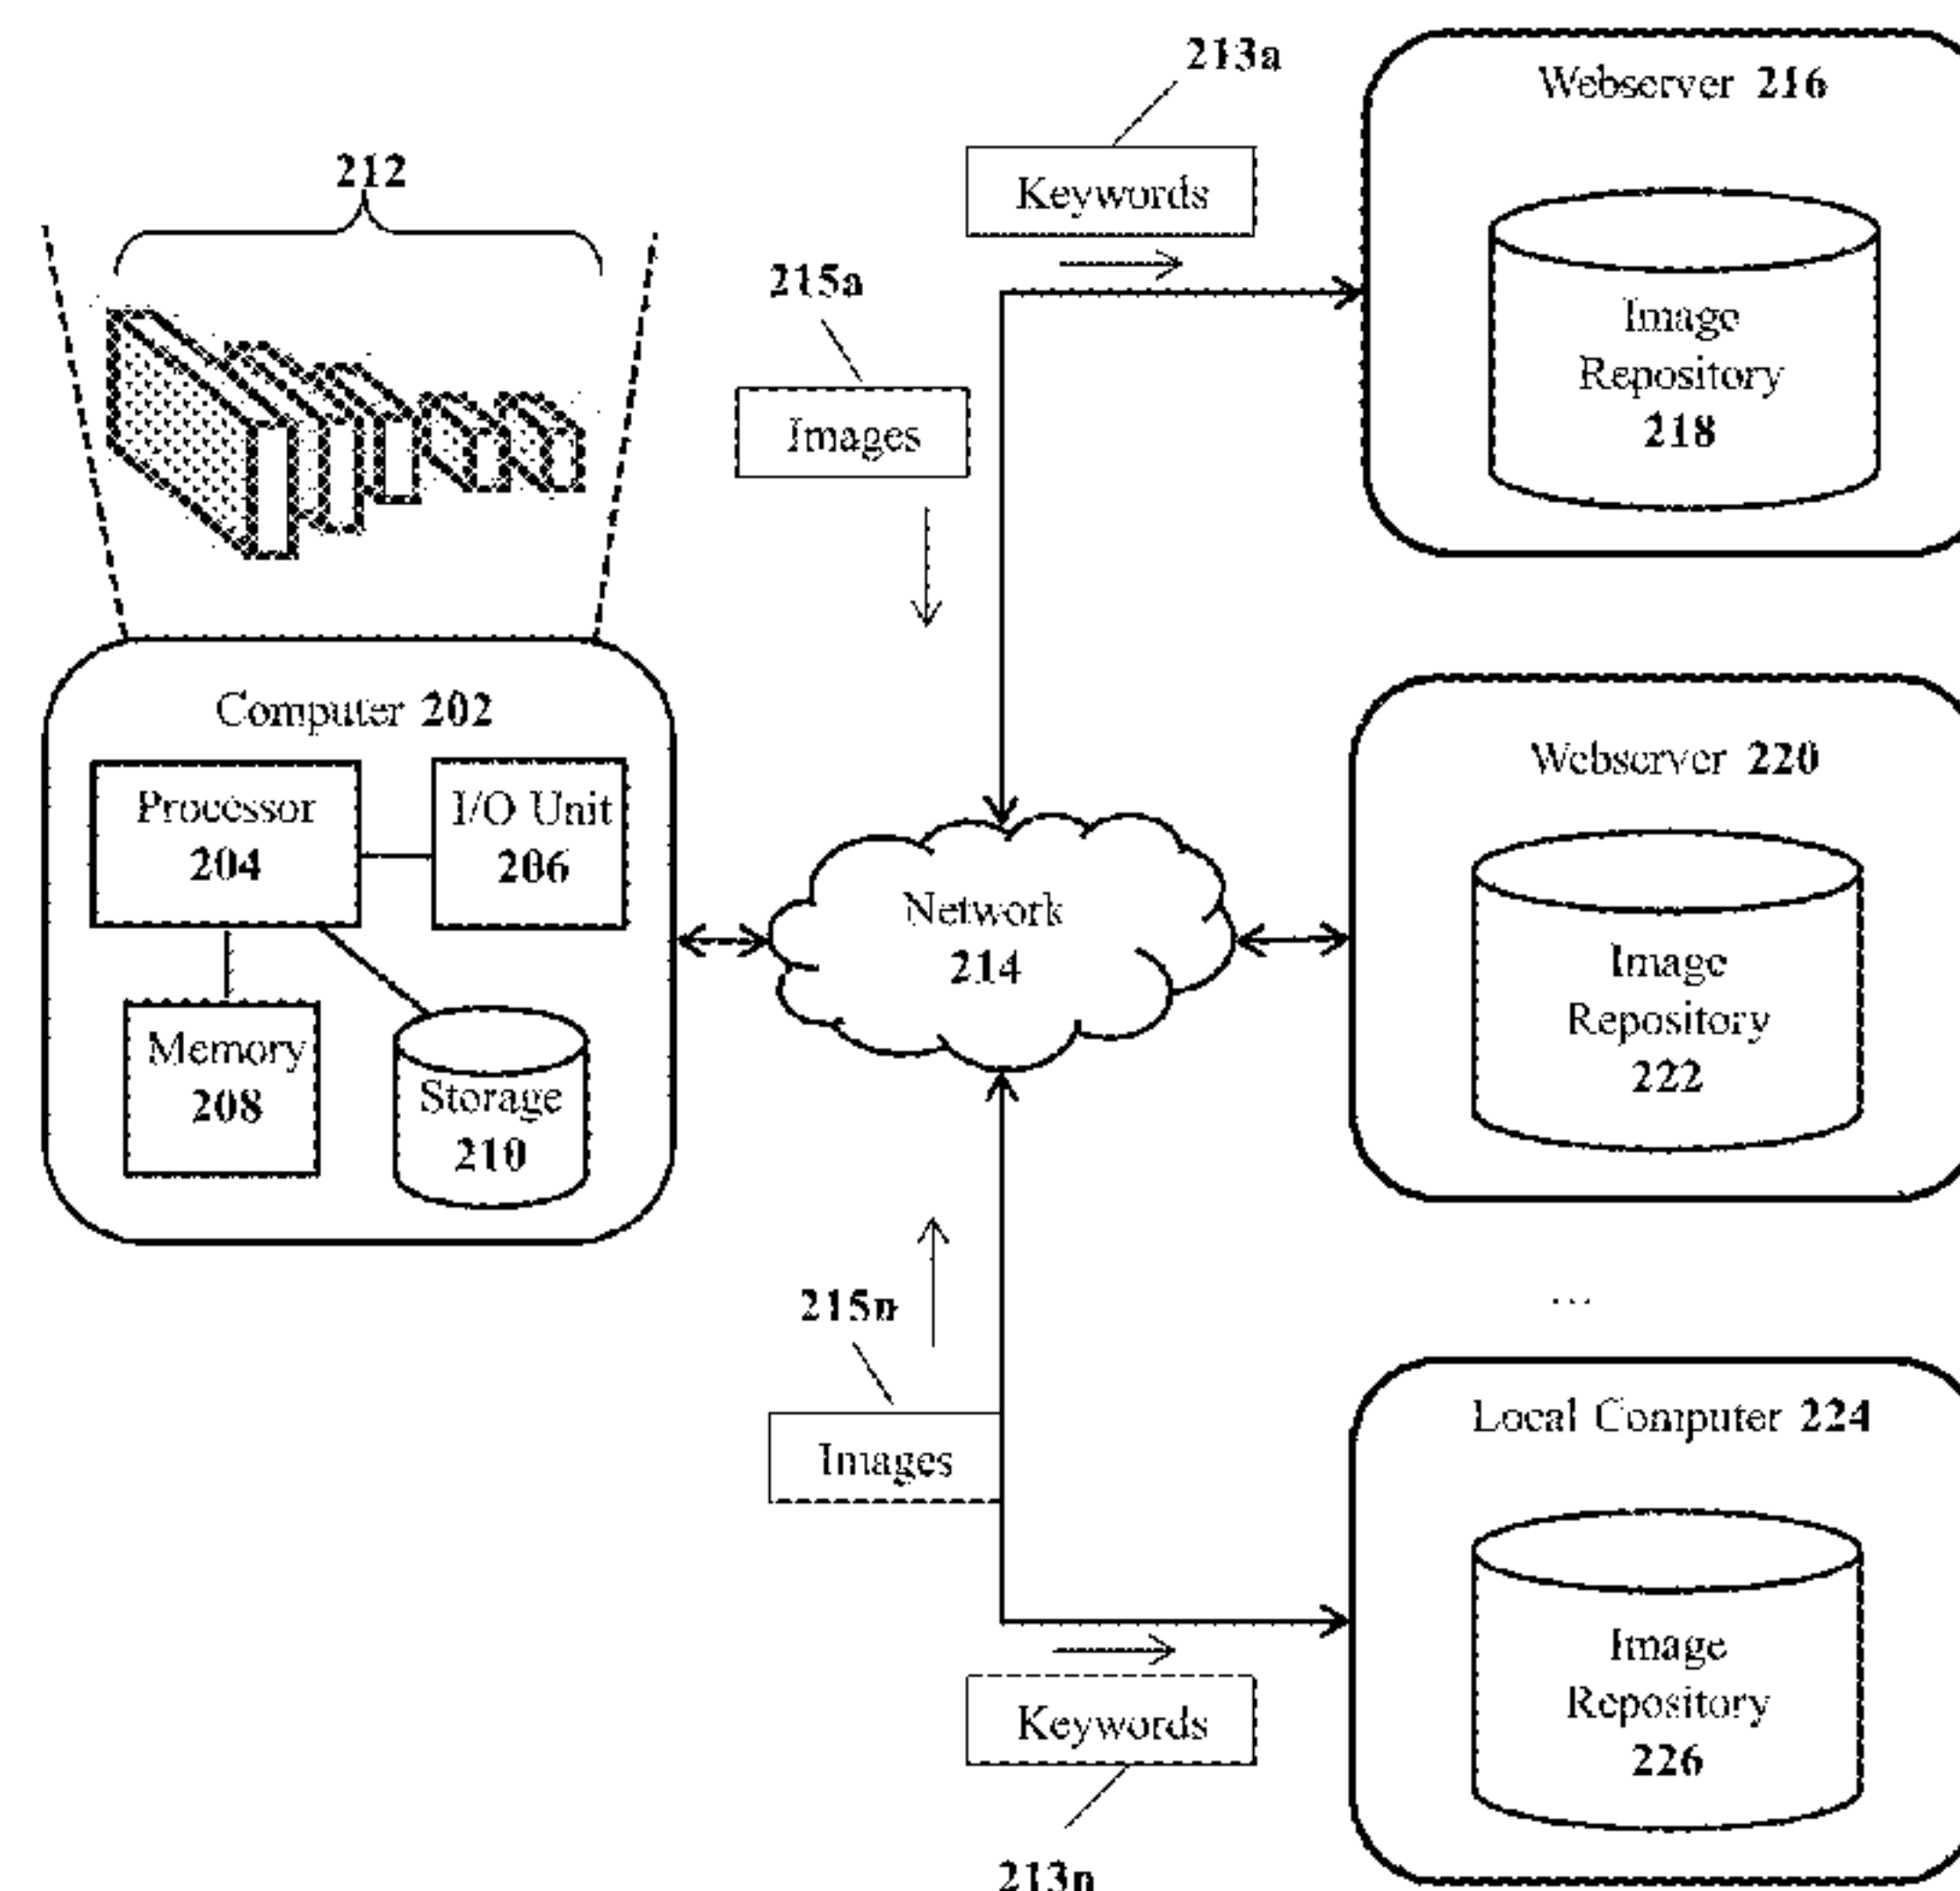 213a
Webserver 216
Keywords
212
215a
Image
Repository
218
Images
Computer 202
Webserver 220
Processor
204
I/O Unit
206
Network
214
Image
Repository
222
Memory
208
Storage
210
...
215n
Local Computer 224
Images
Image
Repository
226
Keywords
213n